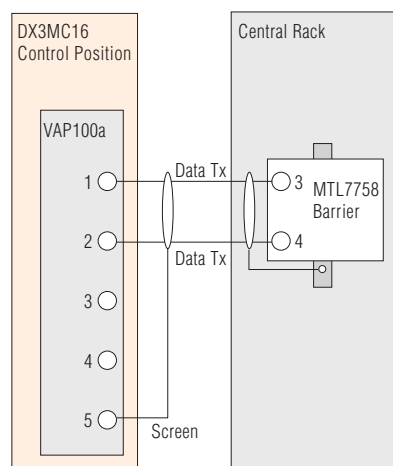 DX3MC16
Control Position
Central Rack
VAP100a
Data Tx
1
3
MTL7758
Barrier
2
4
Data Tx
3
4
5
Screen